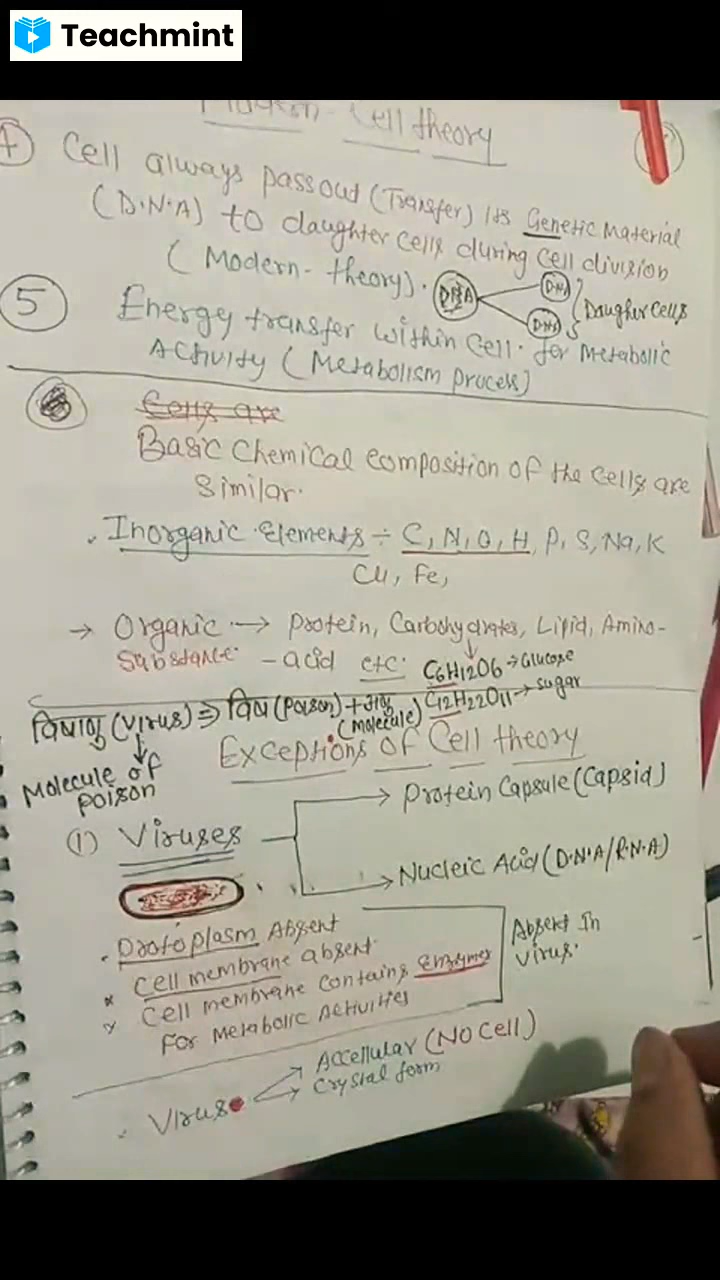 Teachmint
Modern - Cell theory
4 Cell always passout (Transfer) its Genetic Material
(D.N.A) to daughter cells during cell division
(Modern - theory).
DNA
DNA
DNA
Daugher cells
5 Energy transfer within cell. for Metabolic
Activity (Metabolism process)
Cells are
Basic Chemical composition of the cells are
Similar.
Inorganic Elements ÷ C, N, O, H, P, S, Na, K
Cu, Fe,
→ Organic → Protein, Carbohydrates, Lipid, Amino-
Substance - acid etc. C6H12O6 → Glucose
C12H22O11 → sugar
विषाणु (Virus) ⇒ विष (Poison) + अणु
(Molecule)
Molecule of
Poison
Exceptions of Cell theory
(1) Viruses → Protein Capsule (Capsid)
→ Nucleic Acid (D.N.A/R.N.A)
. Protoplasm Absent
x Cell membrane absent
x Cell membrane contains enzymes
For Metabolic Activities
Absent In
virus.
Virus → Accellular (No Cell)
→ Crystal form